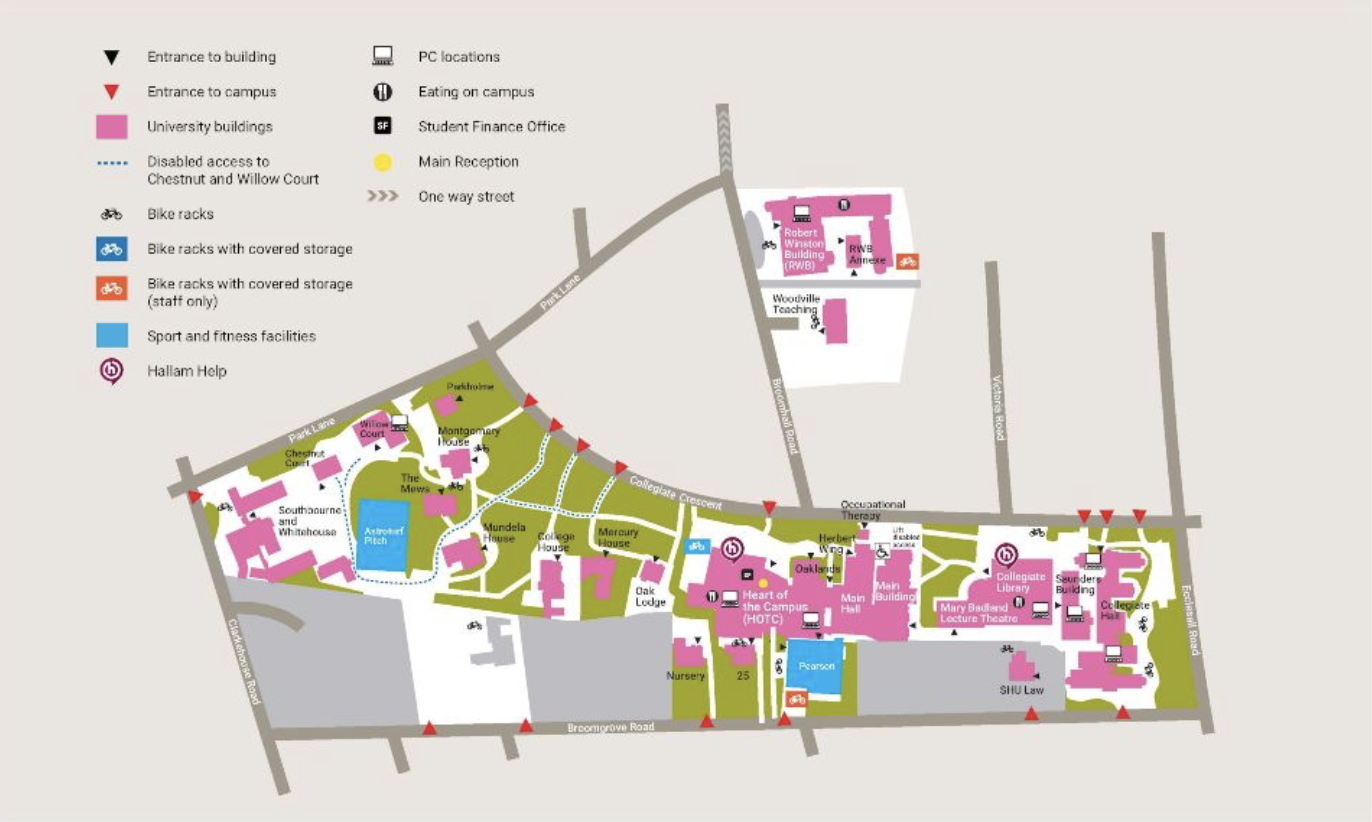 Entrance to building
Entrance to campus
University buildings
Disabled access to
Chestnut and Willow Court
Bike racks
Bike racks with covered storage
Bike racks with covered storage
(staff only)
Sport and fitness facilities
Hallam Help
PC locations
Eating on campus
SF
Student Finance Office
Main Reception
One way street
Robert
Winston
Building
(RWB)
RWB
Annexe
Woodville
Teaching
Park Lane
Broomhall Road
Victoria Road
Park Lane
Parkholme
Willow
Court
Montgomery
House
Chestnut
Court
The
Mews
Southbourne
and
Whitehouse
Astroturf
Pitch
Mundela
House
College
House
Mercury
House
Oak
Lodge
Collegiate Crescent
Occupational
Therapy
Lift
disabled
access
Herbert
Wing
Oaklands
h
SF
Heart of
the Campus
(HOTC)
Main
Hall
Main
Building
h
Collegiate
Library
Mary Badland
Lecture Theatre
Saunders
Building
Collegiate
Hall
Ecclesall Road
Clarkehouse Road
Nursery
25
Pearson
SHU Law
Broomgrove Road